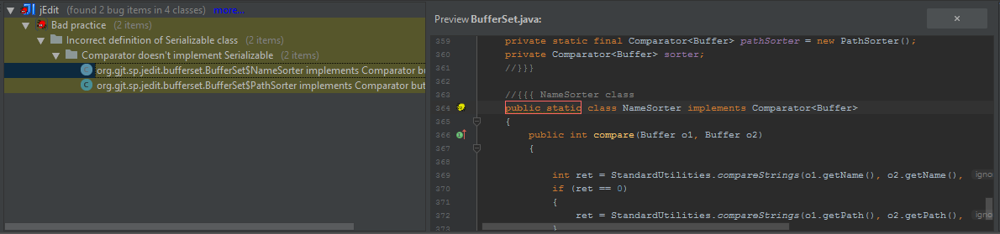 jEdit (found 2 bug items in 4 classes) more...
Bad practice (2 items)
Incorrect definition of Serializable class (2 items)
Comparator doesn't implement Serializable (2 items)
org.gjt.sp.jedit.bufferset.BufferSet$NameSorter implements Comparator but
org.gjt.sp.jedit.bufferset.BufferSet$PathSorter implements Comparator but
Preview BufferSet.java:
359 private static final Comparator<Buffer> pathSorter = new PathSorter();
360 private Comparator<Buffer> sorter;
361 //}}}
362
363 //{{{ NameSorter class
364 public static class NameSorter implements Comparator<Buffer>
365 {
366 public int compare(Buffer o1, Buffer o2)
367 {
368
369 int ret = StandardUtilities.compareStrings(o1.getName(), o2.getName(), igno
370 if (ret == 0)
371 {
372 ret = StandardUtilities.compareStrings(o1.getPath(), o2.getPath(), igno
373 }